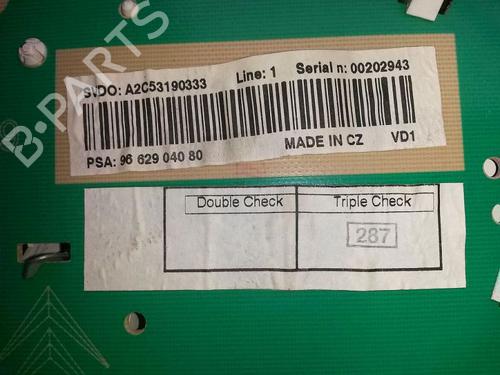 SVDO: A2C53190333 Line: 1 Serial n: 00202943
PSA: 96 629 040 80 MADE IN CZ VD1
Double Check Triple Check
287
B-PARTS